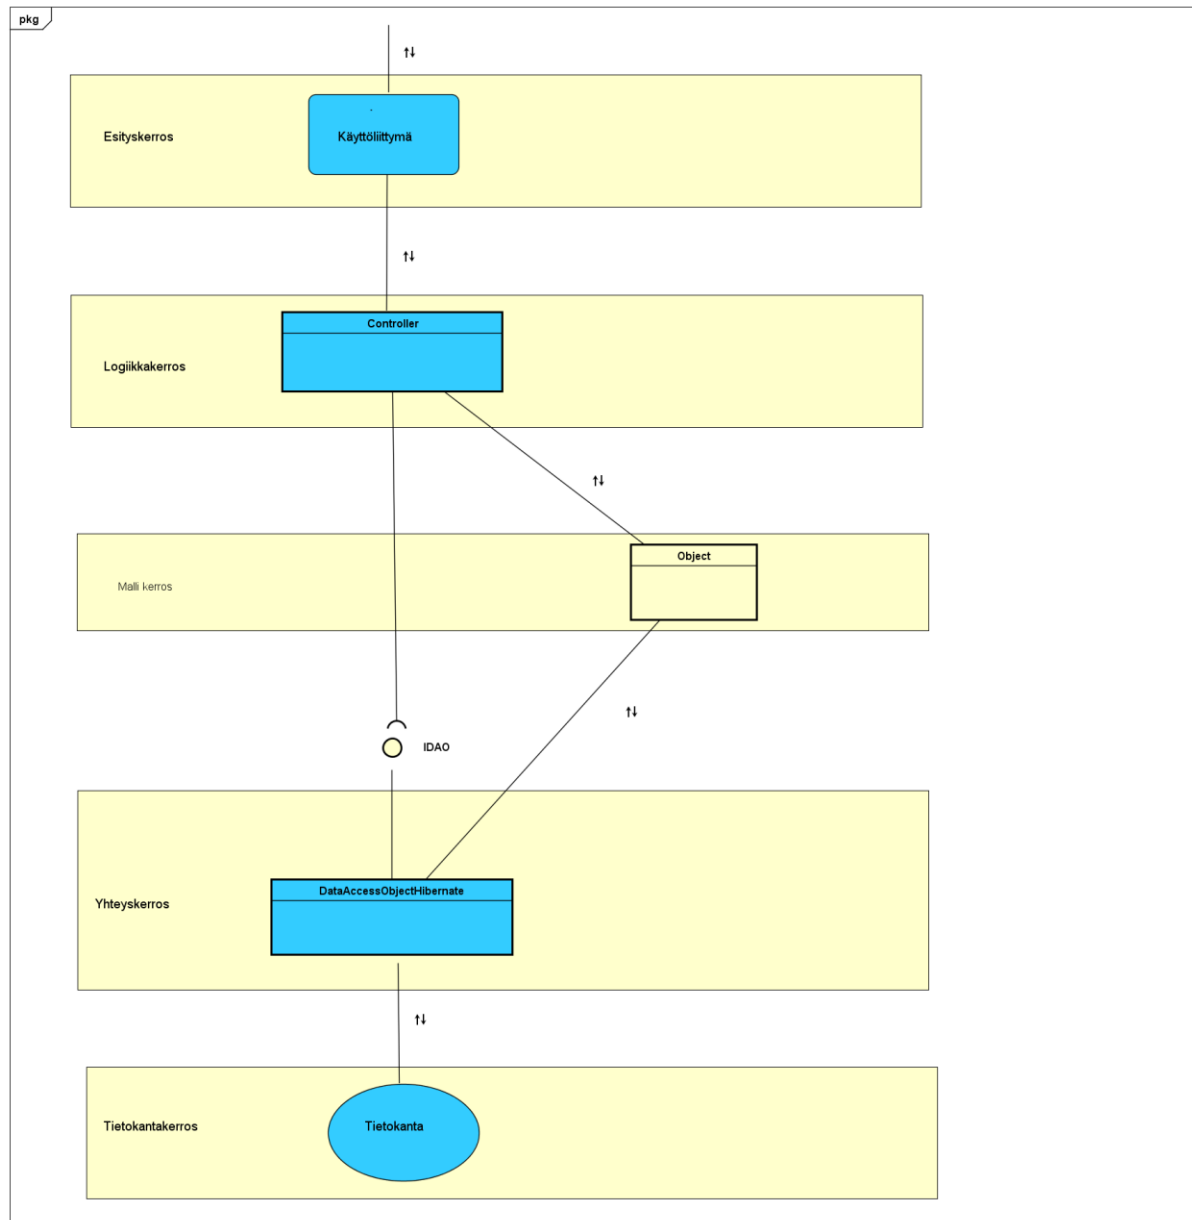 pkg
Esityskerros
Käyttöliittymä
Logiikkakerros
Controller
Malli kerros
Object
IDAO
Yhteyskerros
DataAccessObjectHibernate
Tietokantakerros
Tietokanta